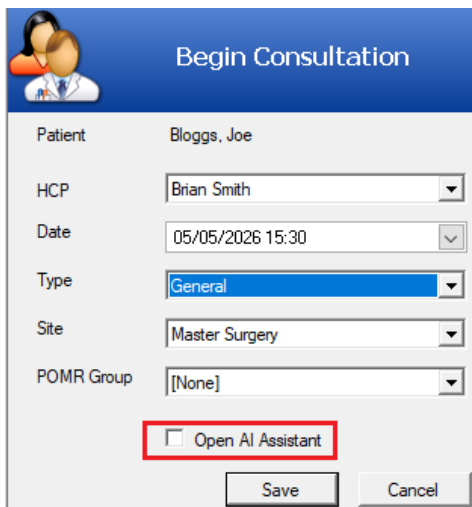 Begin Consultation
Patient Bloggs, Joe
HCP Brian Smith
Date 05/05/2026 15:30
Type General
Site Master Surgery
POMR Group [None]
Open AI Assistant
Save Cancel